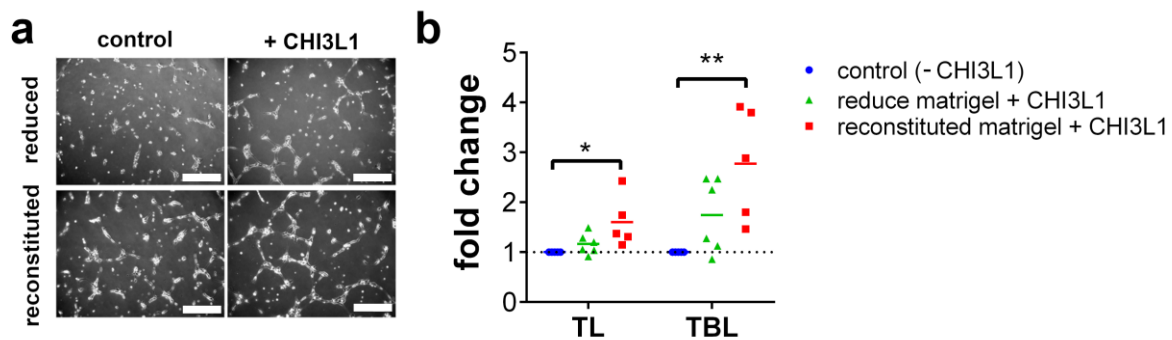 a
control
+ CHI3L1
reduced
reconstituted
b
fold change
5
4
3
2
1
0
*
**
TL
TBL
control (- CHI3L1)
reduce matrigel + CHI3L1
reconstituted matrigel + CHI3L1